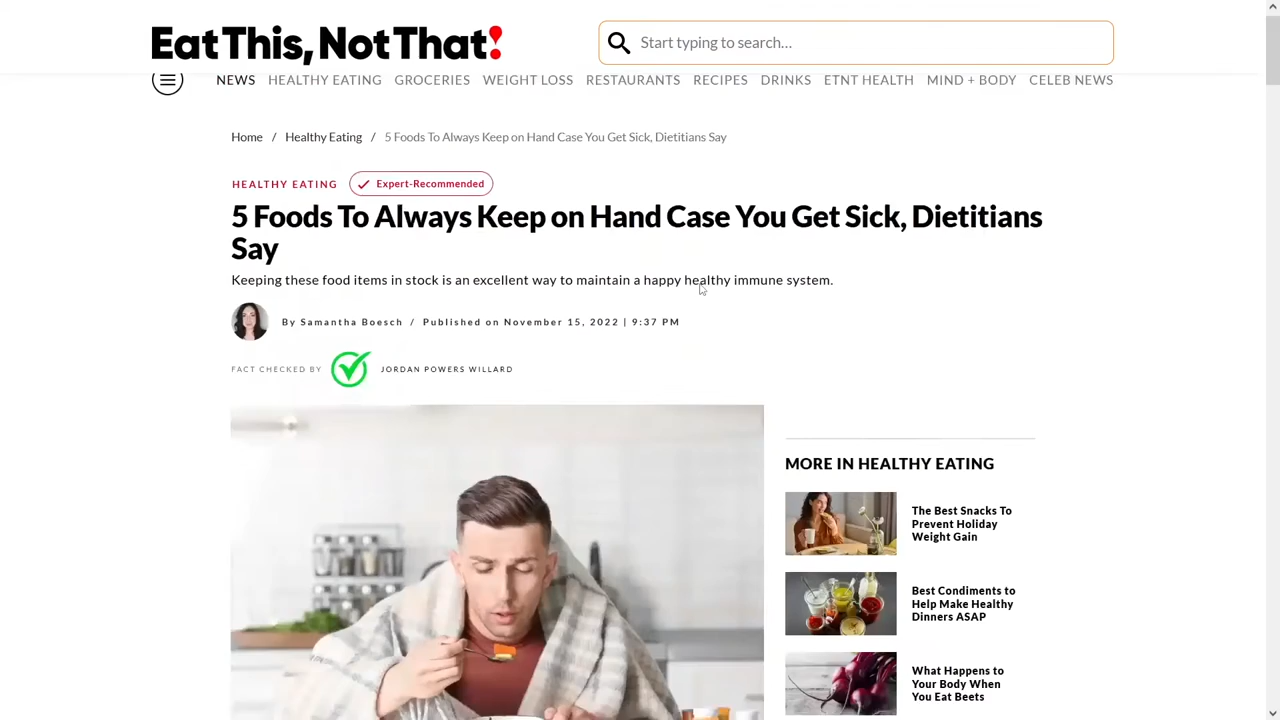 Eat This, Not That!
Start typing to search...
NEWS HEALTHY EATING GROCERIES WEIGHT LOSS RESTAURANTS RECIPES DRINKS ETNT HEALTH MIND + BODY CELEB NEWS
Home / Healthy Eating / 5 Foods To Always Keep on Hand Case You Get Sick, Dietitians Say
HEALTHY EATING Expert-Recommended
5 Foods To Always Keep on Hand Case You Get Sick, Dietitians
Say
Keeping these food items in stock is an excellent way to maintain a happy healthy immune system.
By Samantha Boesch / Published on November 15, 2022 | 9:37 PM
FACT CHECKED BY JORDAN POWERS WILLARD
MORE IN HEALTHY EATING
The Best Snacks To
Prevent Holiday
Weight Gain
Best Condiments to
Help Make Healthy
Dinners ASAP
What Happens to
Your Body When
You Eat Beets